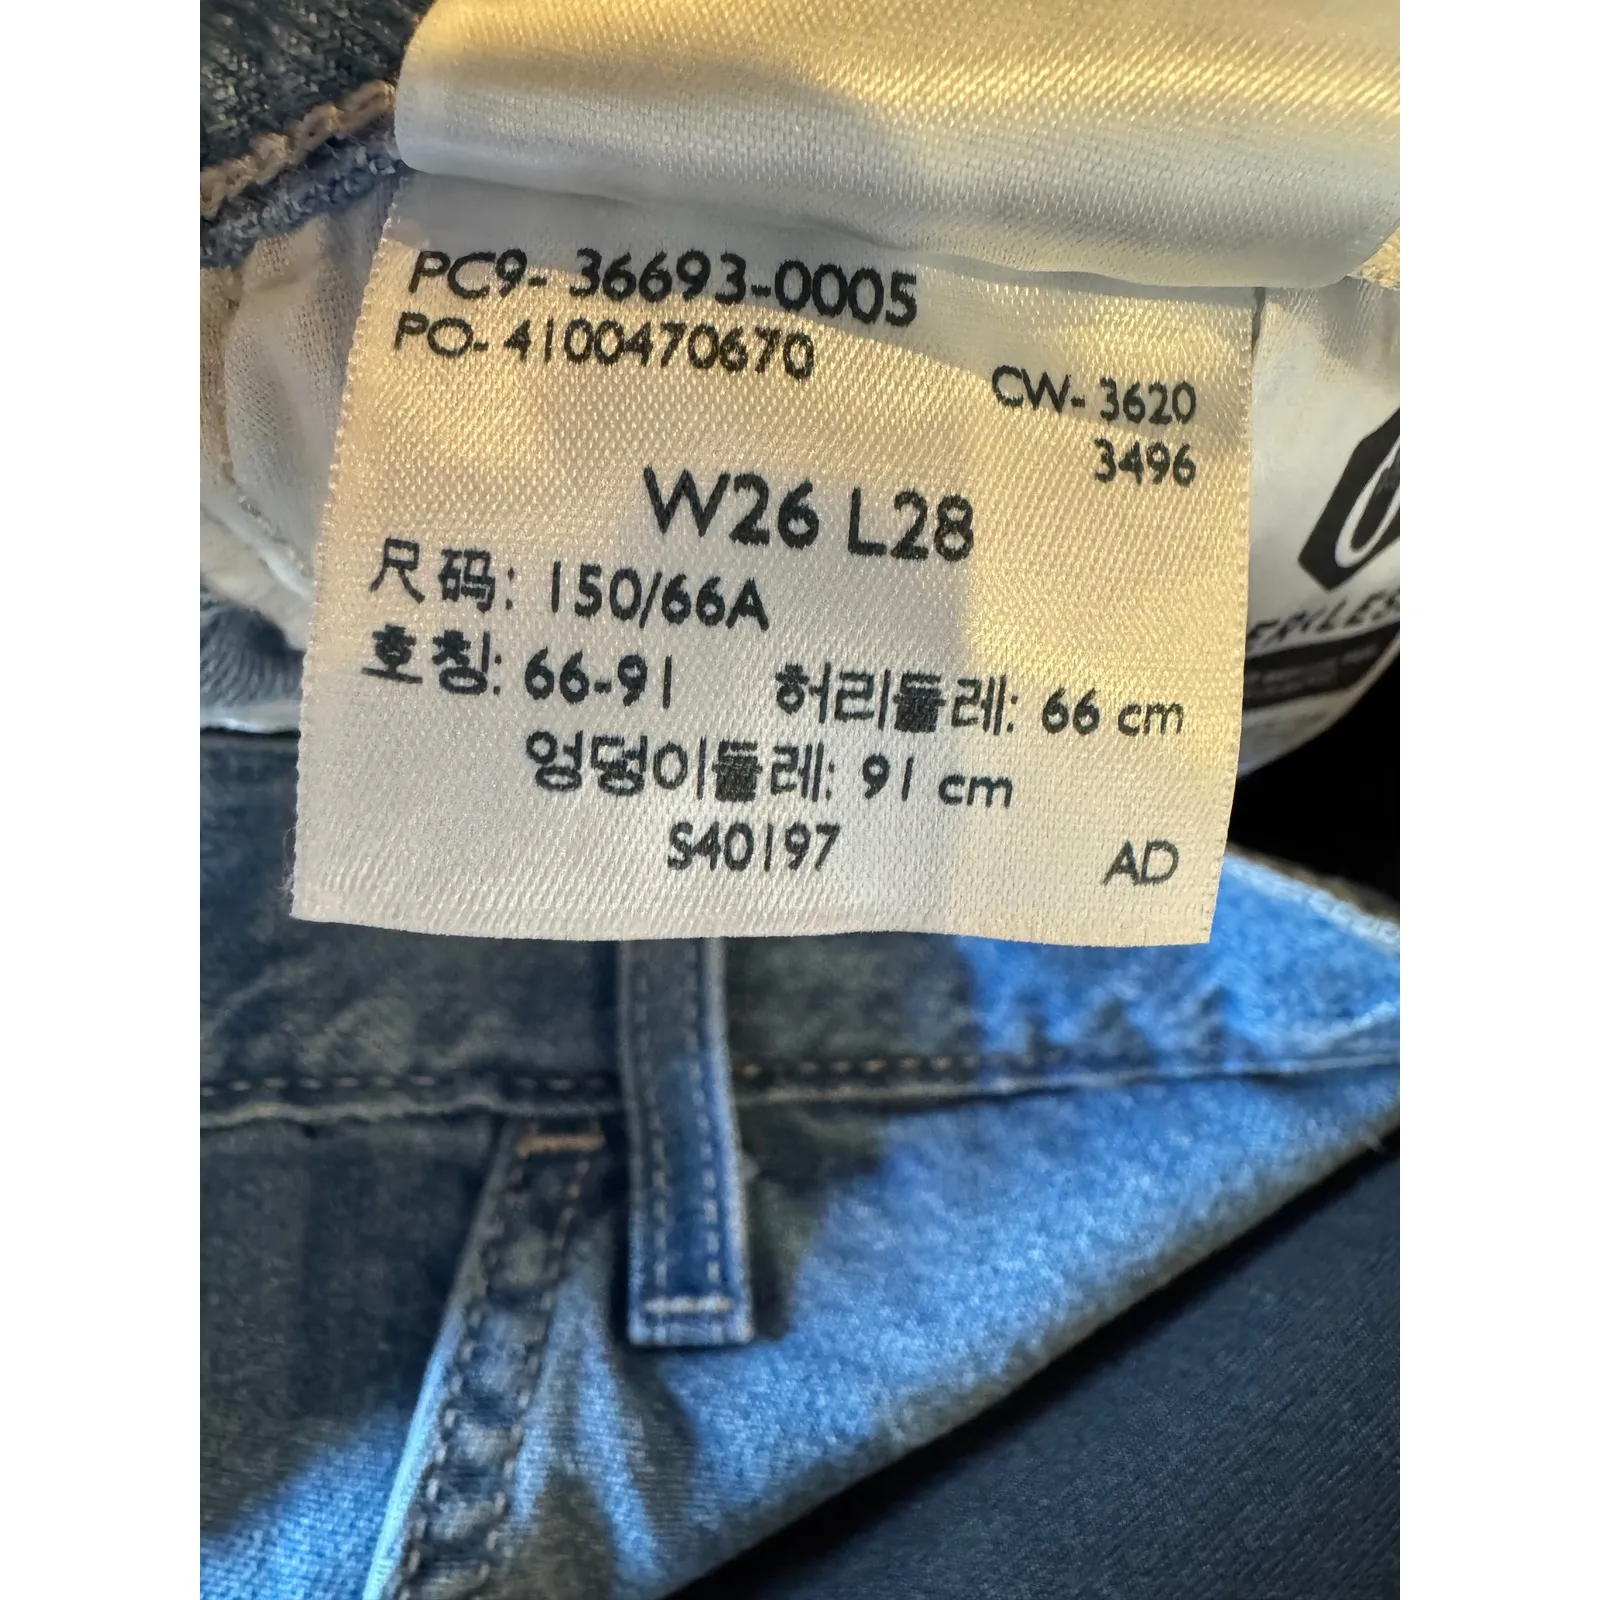 PC9- 36693-0005
PO- 4100470670
CW- 3620
3496
W26 L28
尺码: 150/66A
호칭: 66-91 허리둘레: 66 cm
엉덩이둘레: 91 cm
S40197 AD